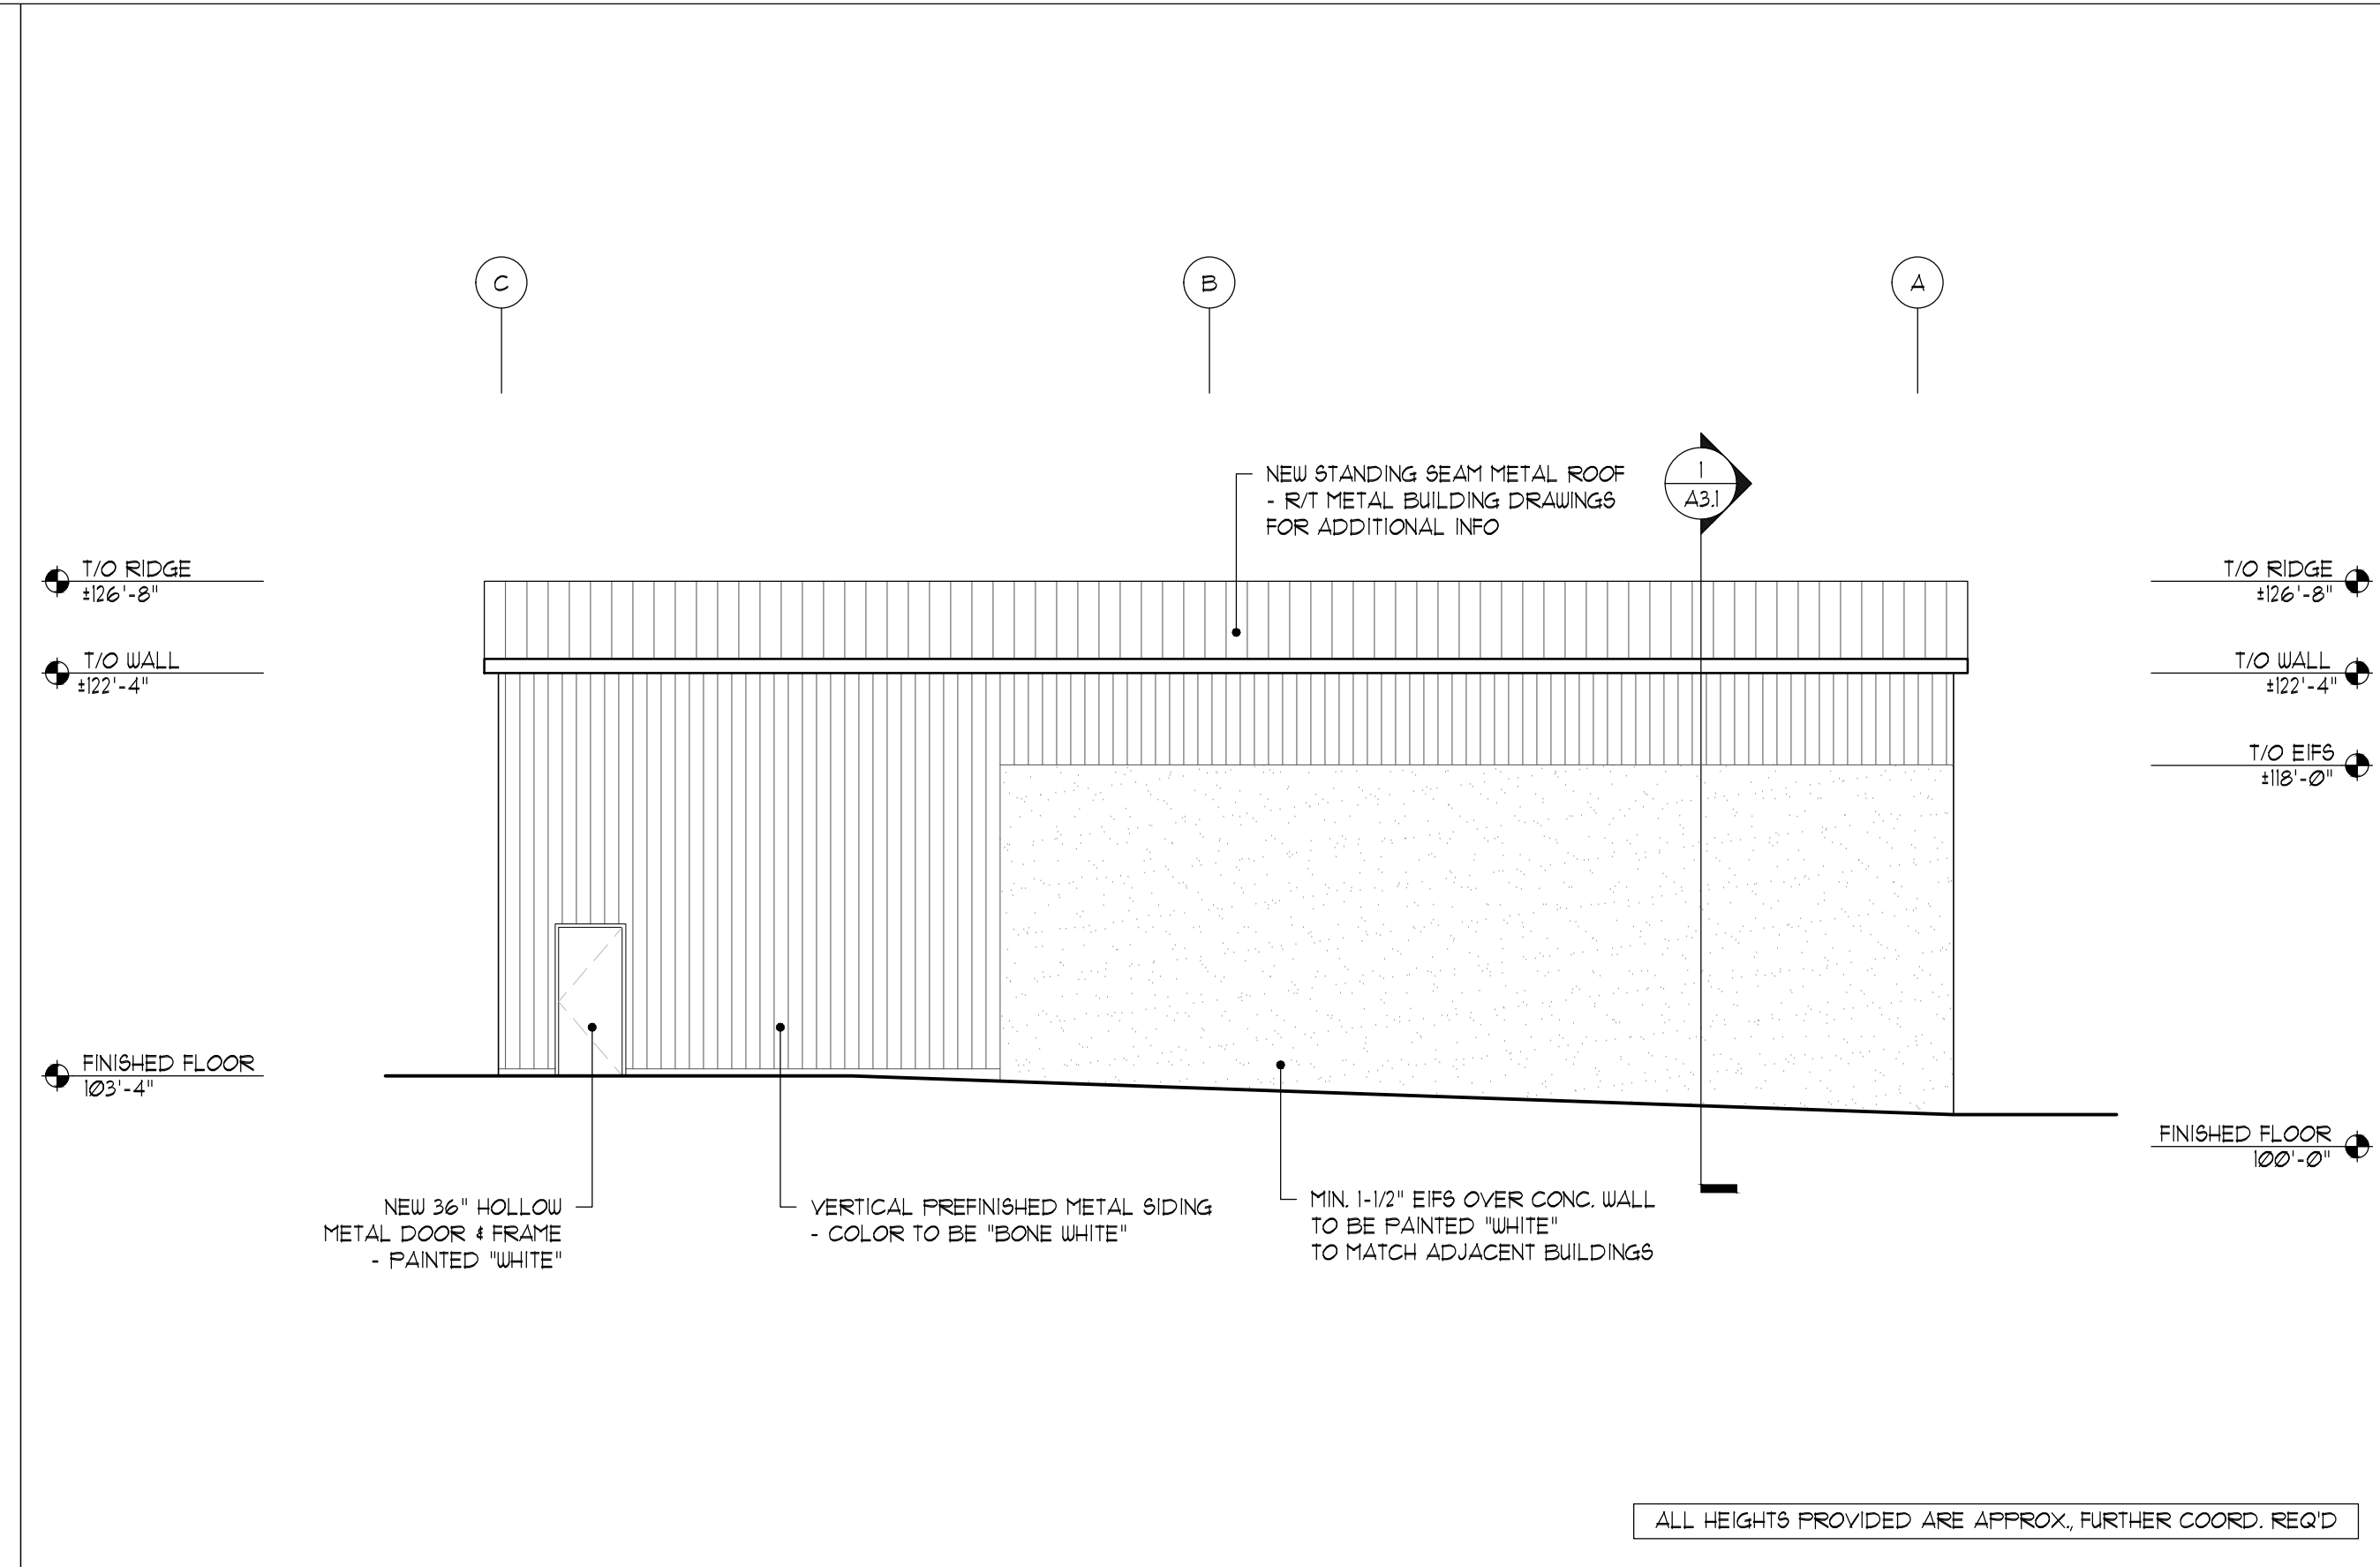 C
B
A
NEW STANDING SEAM METAL ROOF
- R/T METAL BUILDING DRAWINGS
FOR ADDITIONAL INFO
1
A3.1
T/O RIDGE
±126'-8"
T/O WALL
±122'-4"
T/O RIDGE
±126'-8"
T/O WALL
±122'-4"
T/O EIFS
±118'-0"
FINISHED FLOOR
103'-4"
FINISHED FLOOR
100'-0"
NEW 36" HOLLOW
METAL DOOR & FRAME
- PAINTED "WHITE"
VERTICAL PREFINISHED METAL SIDING
- COLOR TO BE "BONE WHITE"
MIN. 1-1/2" EIFS OVER CONC. WALL
TO BE PAINTED "WHITE"
TO MATCH ADJACENT BUILDINGS
ALL HEIGHTS PROVIDED ARE APPROX., FURTHER COORD. REQ'D